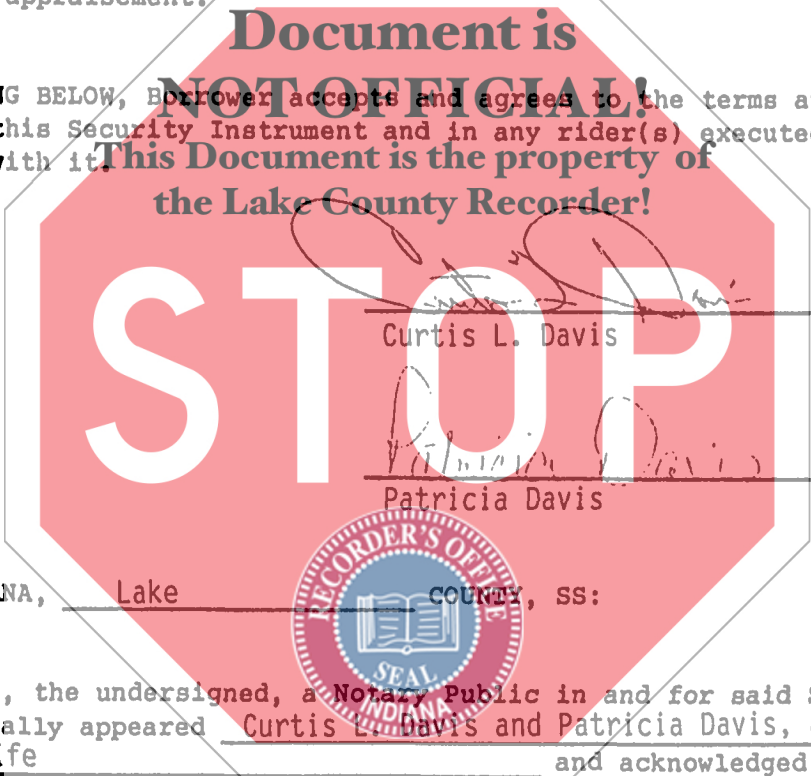 appraisement.
Document is
NOT OFFICIAL!
G BELOW, Borrower accepts and agrees to the terms a
his Security Instrument and in any rider(s) executed
ith it.
This Document is the property of
the Lake County Recorder!
STOP
Curtis L. Davis
Patricia Davis
Patricia Davis
RECORDER'S OFFICE
NA, Lake COUNTY, SS:
SEAL
INDIANA
, the undersigned, a Notary Public in and for said S
ally appeared Curtis L. Davis and Patricia Davis,
fe and acknowledged